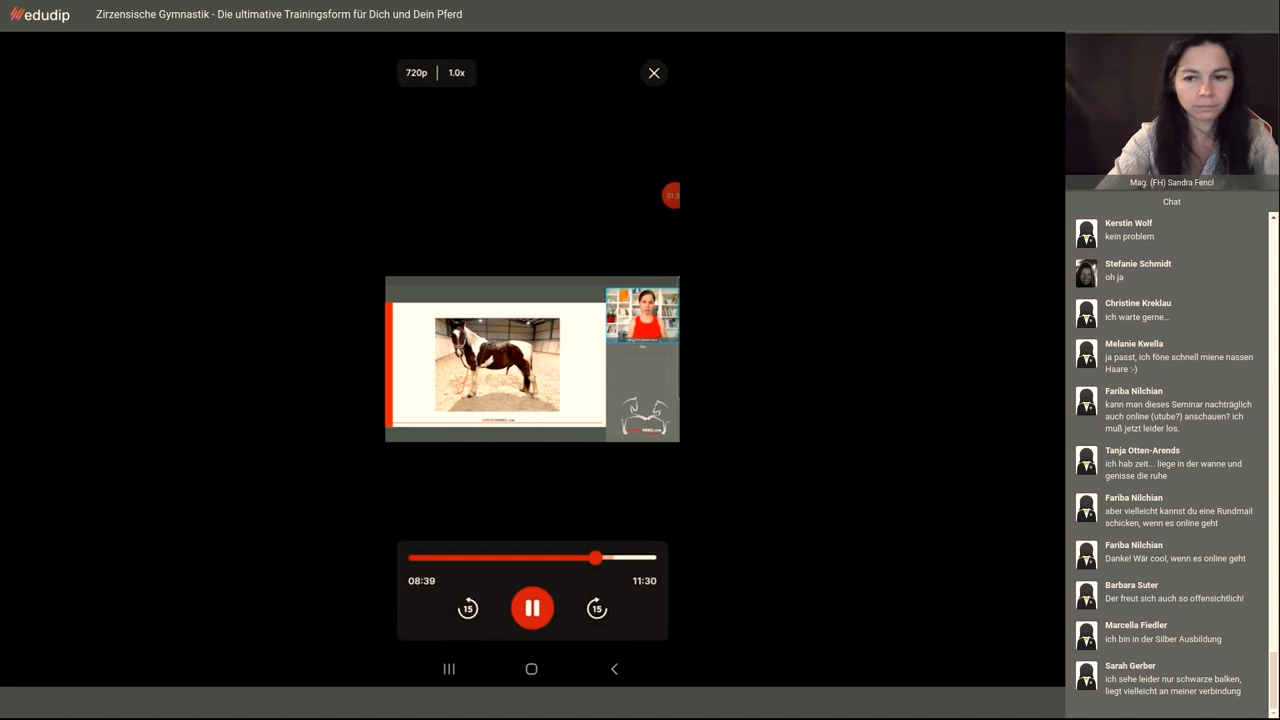 edudip
Zirzensische Gymnastik - Die ultimative Trainingsform für Dich und Dein Pferd
720p | 1.0x
08:39
11:30
15
15
Mag. (FH) Sandra Fencl
Chat
Kerstin Wolf
kein problem
Stefanie Schmidt
oh ja
Christine Kreklau
ich warte gerne...
Melanie Kwella
ja passt, ich föne schnell miene nassen
Haare :-)
Fariba Nilchian
kann man dieses Seminar nachträglich
auch online (utube?) anschauen? ich
muß jetzt leider los.
Tanja Otten-Arends
ich hab zeit... liege in der wanne und
genisse die ruhe
Fariba Nilchian
aber vielleicht kannst du eine Rundmail
schicken, wenn es online geht
Fariba Nilchian
Danke! Wär cool, wenn es online geht
Barbara Suter
Der freut sich auch so offensichtlich!
Marcella Fiedler
ich bin in der Silber Ausbildung
Sarah Gerber
ich sehe leider nur schwarze balken,
liegt vielleicht an meiner verbindung